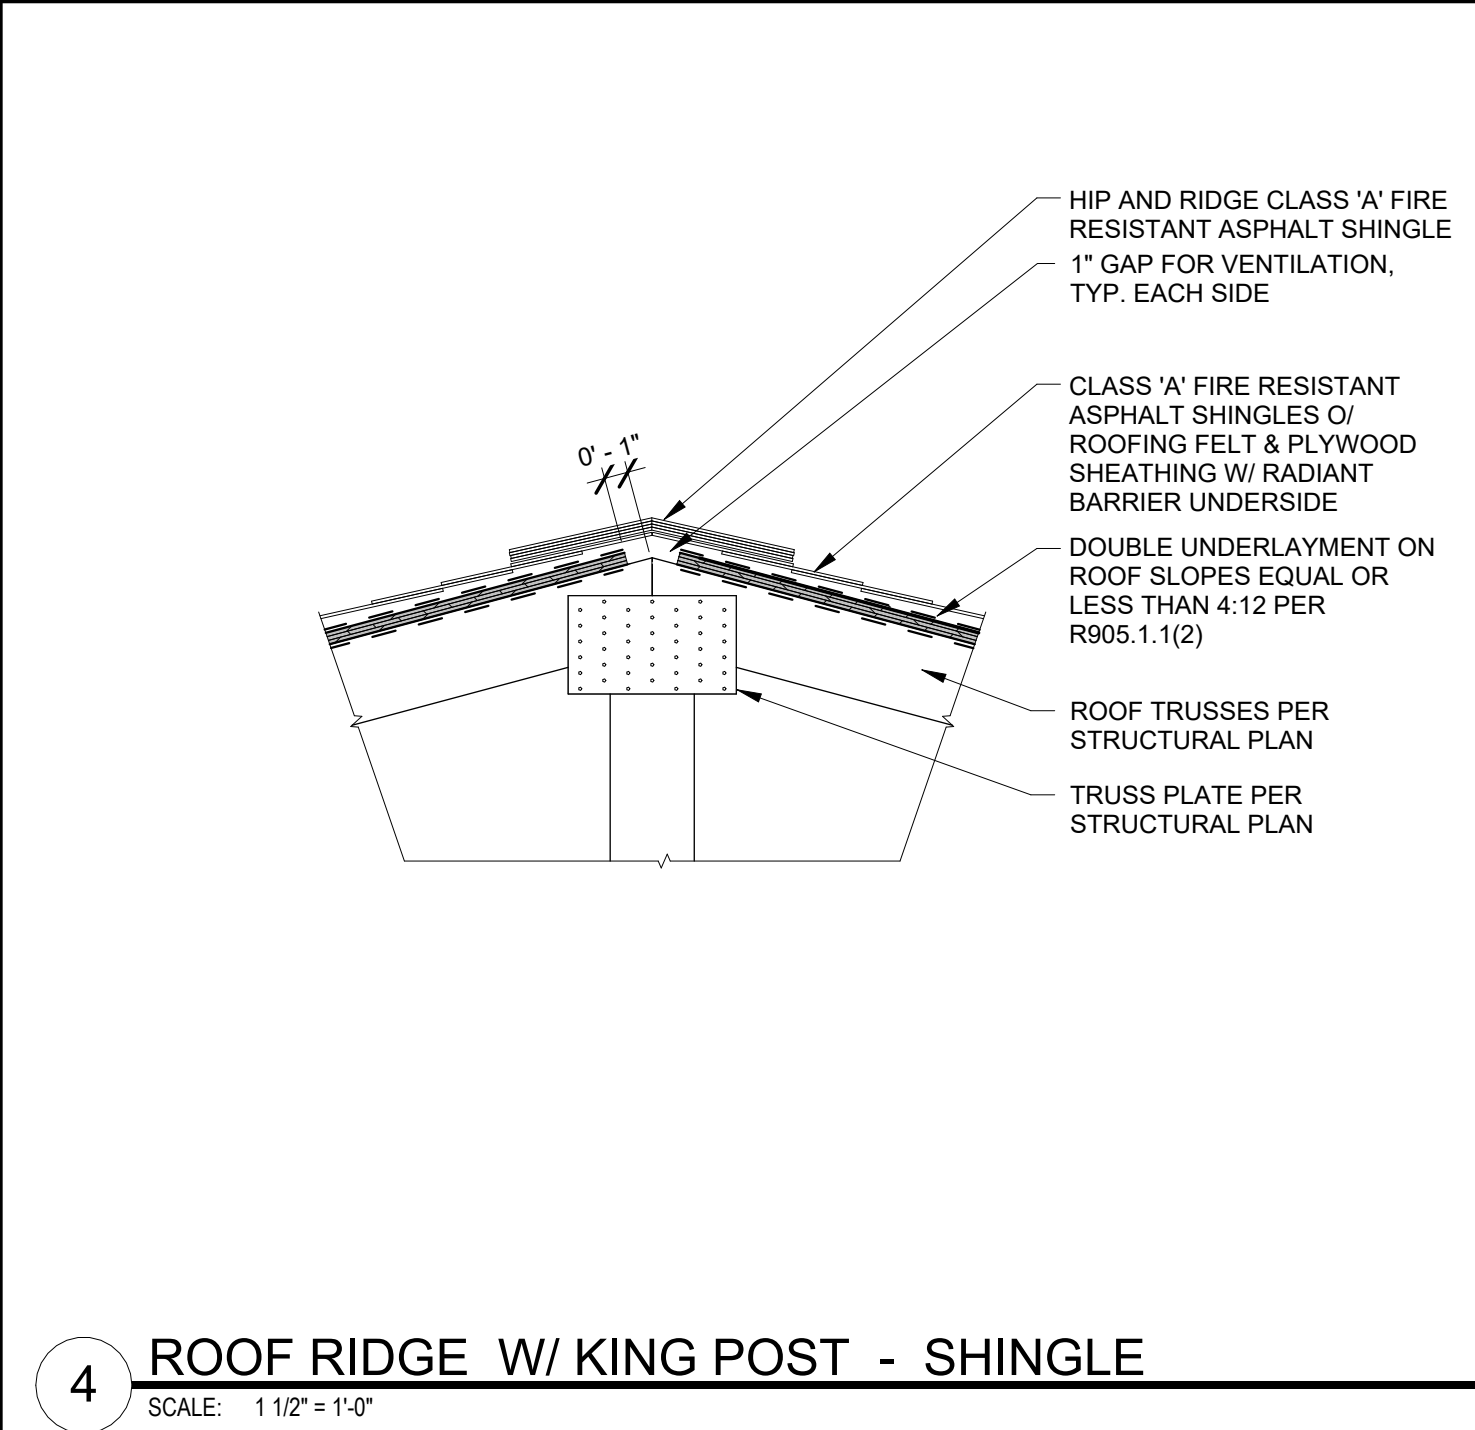 HIP AND RIDGE CLASS 'A' FIRE
RESISTANT ASPHALT SHINGLE
1" GAP FOR VENTILATION,
TYP. EACH SIDE
CLASS 'A' FIRE RESISTANT
ASPHALT SHINGLES O/
ROOFING FELT & PLYWOOD
SHEATHING W/ RADIANT
BARRIER UNDERSIDE
0' - 1"
DOUBLE UNDERLAYMENT ON
ROOF SLOPES EQUAL OR
LESS THAN 4:12 PER
R905.1.1(2)
ROOF TRUSSES PER
STRUCTURAL PLAN
TRUSS PLATE PER
STRUCTURAL PLAN
4
ROOF RIDGE W/ KING POST - SHINGLE
SCALE: 1 1/2" = 1'-0"